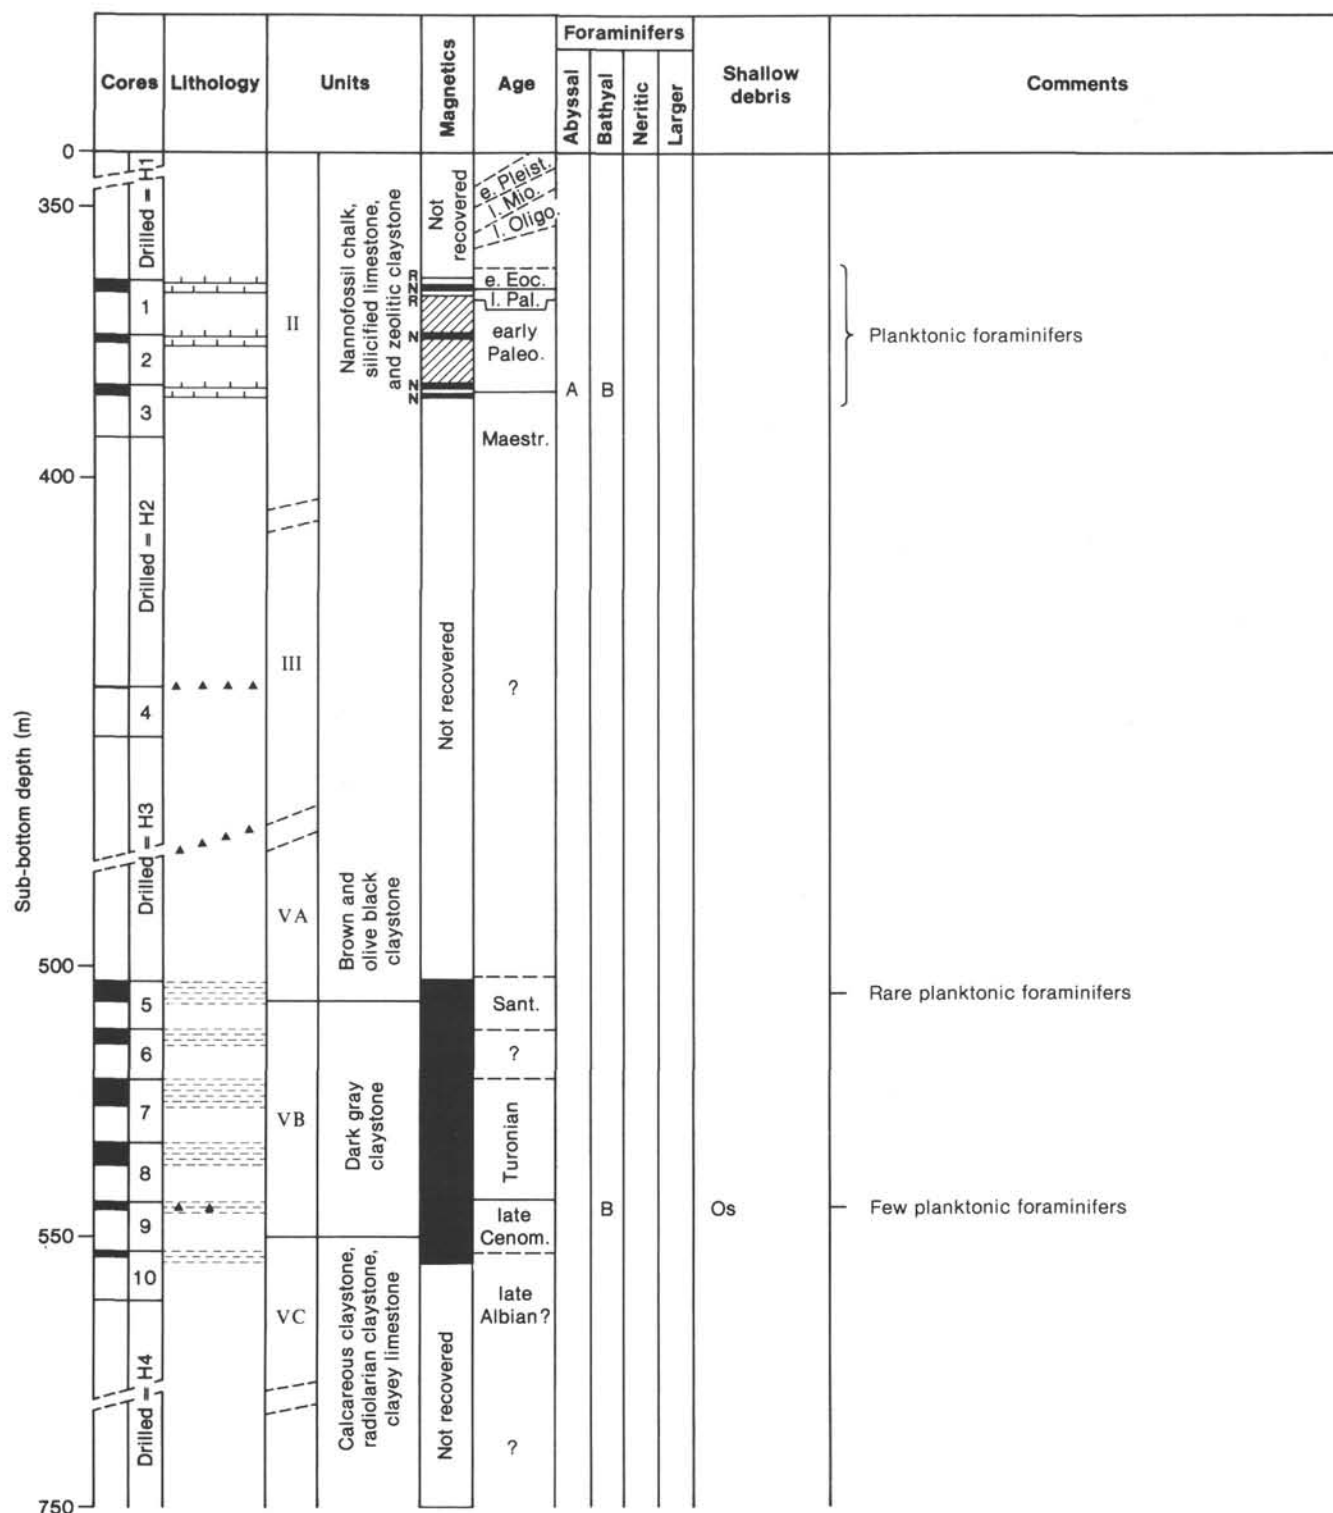 Cores
Lithology
Units
Magnetics
Age
Foraminifers
Abyssal
Bathyal
Neritic
Larger
Shallow
debris
Comments
Sub-bottom depth (m)
0
350
400
500
550
750
Drilled = H1
1
2
3
Drilled = H2
4
Drilled = H3
5
6
7
8
9
10
Drilled = H4
II
III
VA
VB
VC
Nannofossil chalk,
silicified limestone,
and zeolitic claystone
Brown and
olive black
claystone
Dark gray
claystone
Calcareous claystone,
radiolarian claystone,
clayey limestone
Not
recovered
R
N
R
N
N
N
Not recovered
Not recovered
e. Pleist.
l. Mio.
l. Oligo.
e. Eoc.
l. Pal.
early
Paleo.
Maestr.
?
Sant.
?
Turonian
late
Cenom.
late
Albian?
?
A
B
B
Os
Planktonic foraminifers
Rare planktonic foraminifers
Few planktonic foraminifers